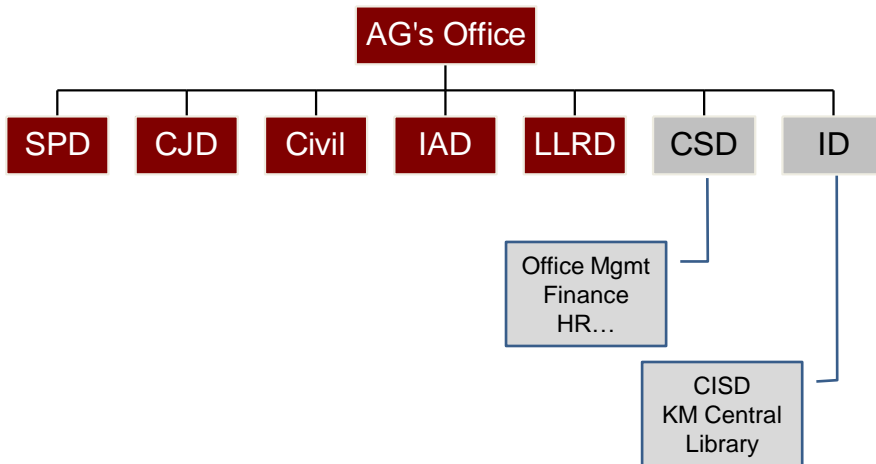 AG's Office
SPD
CJD
Civil
IAD
LLRD
CSD
ID
Office Mgmt
Finance
HR…
CISD
KM Central
Library